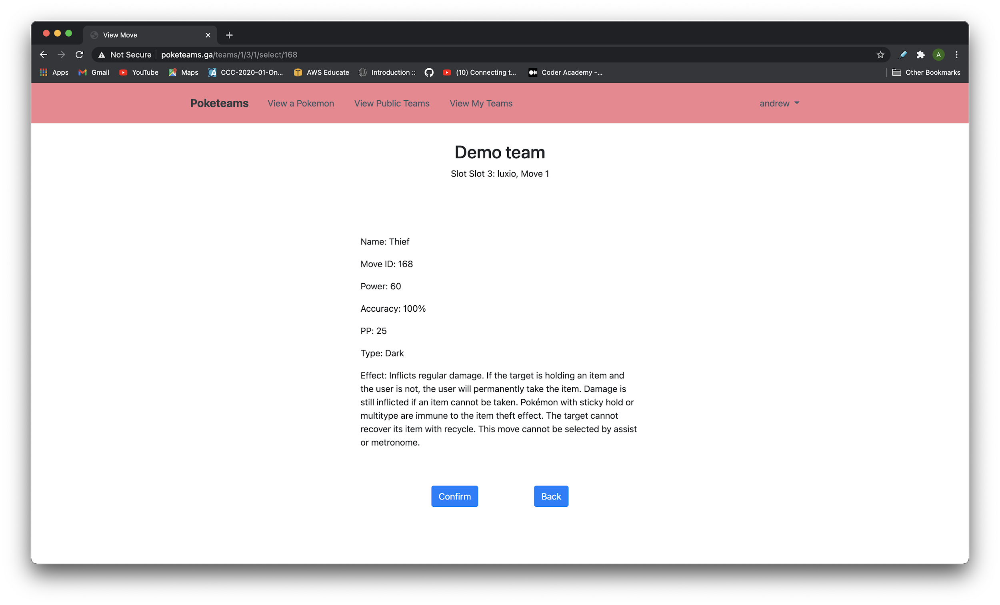 View Move
Not Secure poketeams.ga/teams/1/3/1/select/168
A
Apps Gmail YouTube Maps CCC-2020-01-On... AWS Educate Introduction :: (10) Connecting t... Coder Academy -... Other Bookmarks
Poketeams View a Pokemon View Public Teams View My Teams andrew
Demo team
Slot Slot 3: luxio, Move 1
Name: Thief
Move ID: 168
Power: 60
Accuracy: 100%
PP: 25
Type: Dark
Effect: Inflicts regular damage. If the target is holding an item and
the user is not, the user will permanently take the item. Damage is
still inflicted if an item cannot be taken. Pokémon with sticky hold or
multitype are immune to the item theft effect. The target cannot
recover its item with recycle. This move cannot be selected by assist
or metronome.
Confirm Back